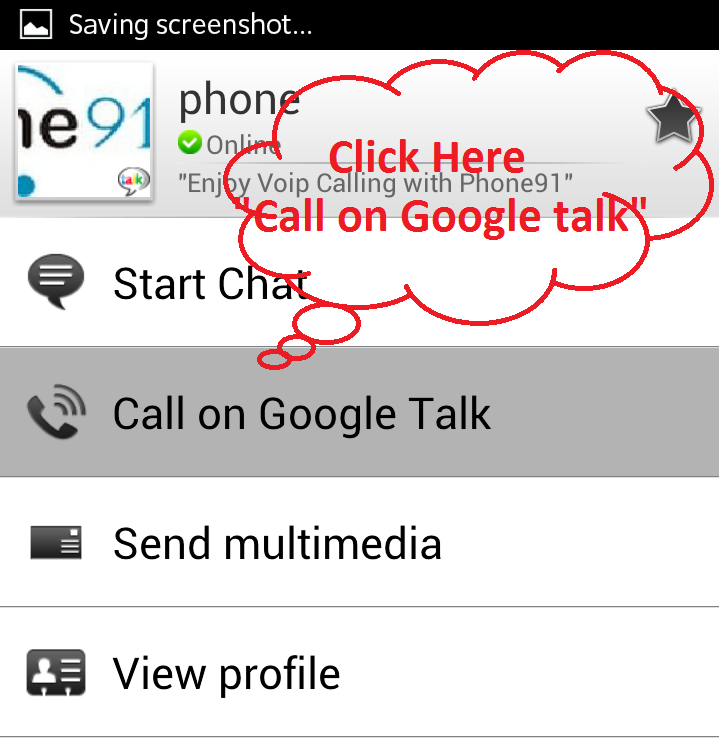 Saving screenshot...
ne91
talk
phone
Online
"Enjoy Voip Calling with Phone91"
Click Here
"Call on Google talk"
Start Chat
Call on Google Talk
Send multimedia
View profile